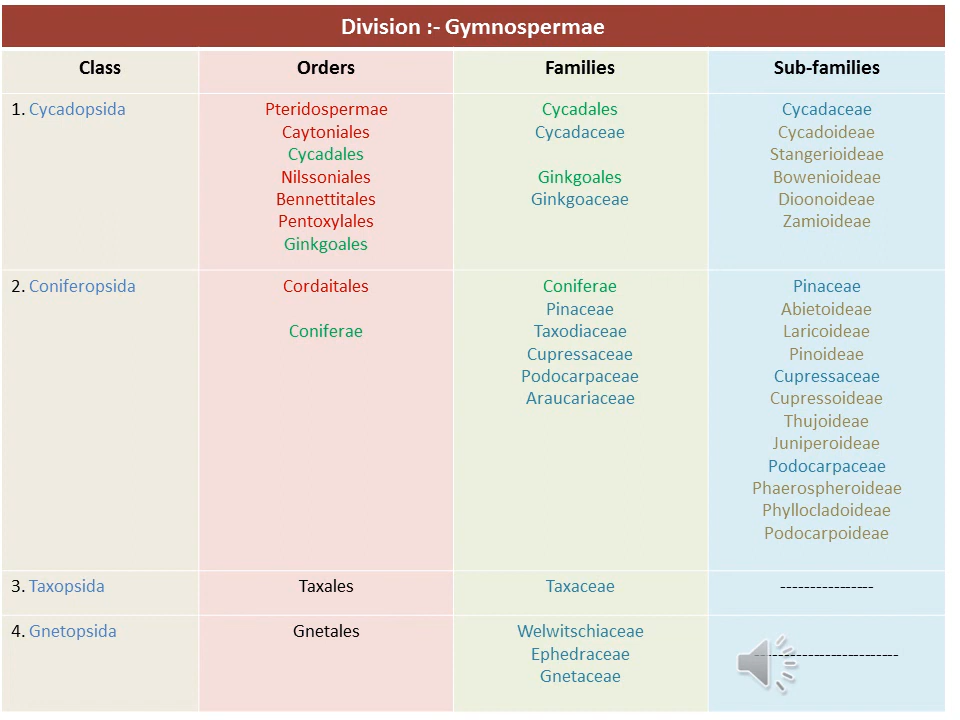 Division :- Gymnospermae
Class Orders Families Sub-families
1. Cycadopsida
Pteridospermae
Caytoniales
Cycadales
Nilssoniales
Bennettitales
Pentoxylales
Ginkgoales
Cycadales
Cycadaceae
Ginkgoales
Ginkgoaceae
Cycadaceae
Cycadoideae
Stangerioideae
Bowenioideae
Dioonoideae
Zamioideae
2. Coniferopsida
Cordaitales
Coniferae
Coniferae
Pinaceae
Taxodiaceae
Cupressaceae
Podocarpaceae
Araucariaceae
Pinaceae
Abietoideae
Laricoideae
Pinoideae
Cupressaceae
Cupressoideae
Thujoideae
Juniperoideae
Podocarpaceae
Phaerospheroideae
Phyllocladoideae
Podocarpoideae
3. Taxopsida
Taxales
Taxaceae
----------------
4. Gnetopsida
Gnetales
Welwitschiaceae
Ephedraceae
Gnetaceae
-------------------------